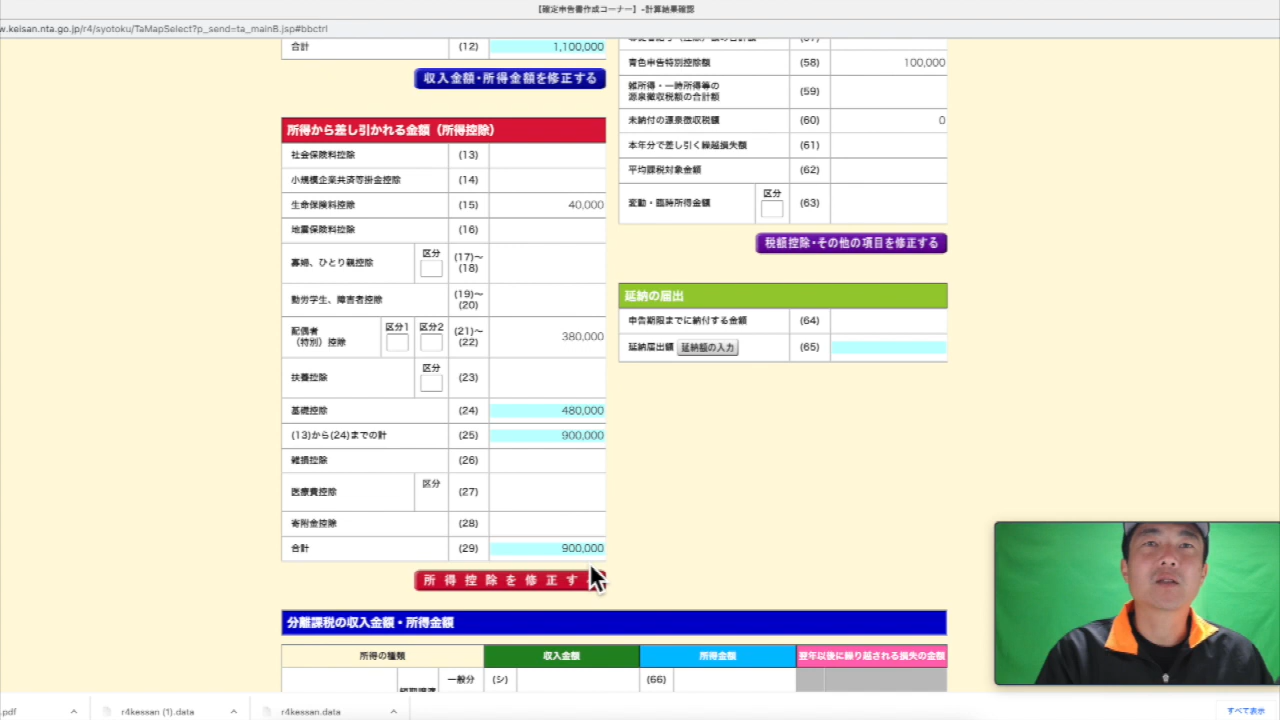 【確定申告書作成コーナー】-計算結果確認
w.keisan.nta.go.jp/r4/syotoku/TaMapSelect?p_send=ta_mainB.jsp#bbctrl
合計 (12) 1,100,000
収入金額・所得金額を修正する
所得から差し引かれる金額（所得控除）
社会保険料控除 (13)
小規模企業共済等掛金控除 (14)
生命保険料控除 (15) 40,000
地震保険料控除 (16)
寡婦、ひとり親控除 区分 (17)～(18)
勤労学生、障害者控除 (19)～(20)
配偶者（特別）控除 区分1 区分2 (21)～(22) 380,000
扶養控除 区分 (23)
基礎控除 (24) 480,000
(13)から(24)までの計 (25) 900,000
雑損控除 (26)
医療費控除 区分 (27)
寄附金控除 (28)
合計 (29) 900,000
所得控除を修正す
青色申告特別控除額 (58) 100,000
雑所得・一時所得等の
源泉徴収税額の合計額 (59)
未納付の源泉徴収税額 (60) 0
本年分で差し引く繰越損失額 (61)
平均課税対象金額 (62)
変動・臨時所得金額 区分 (63)
税額控除・その他の項目を修正する
延納の届出
申告期限までに納付する金額 (64)
延納届出額 延納額の入力 (65)
分離課税の収入金額・所得金額
所得の種類 収入金額 所得金額 翌年以後に繰り越される損失の金額
一般分 (シ) (66)
.pdf r4kessan (1).data r4kessan.data すべて表示